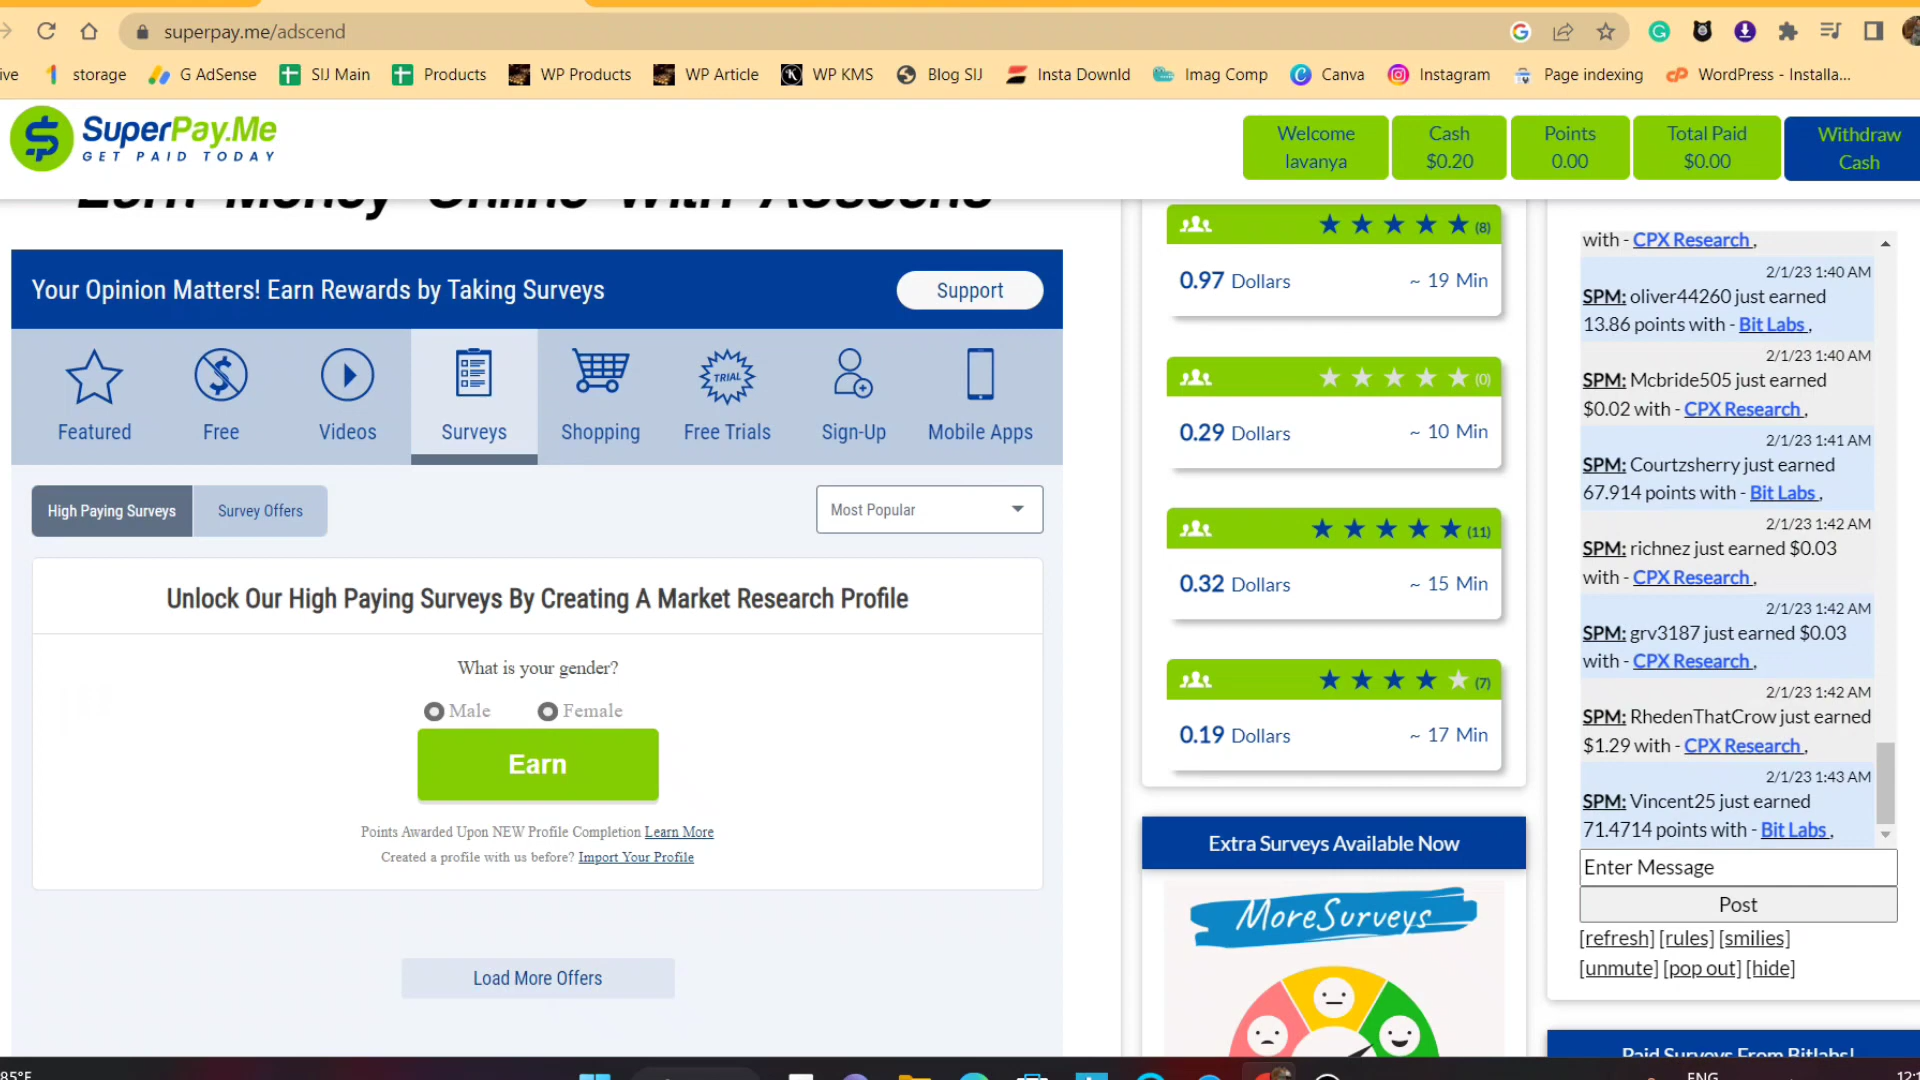 superpay.me/adscend
ive
storage
G AdSense
SIJ Main
Products
WP Products
WP Article
WP KMS
Blog SIJ
Insta Downld
Imag Comp
Canva
Instagram
Page indexing
WordPress - Installa...
SuperPay.Me
GET PAID TODAY
Welcome
lavanya
Cash
$0.20
Points
0.00
Total Paid
$0.00
Withdraw
Cash
Earn Money Online With Adscend
Your Opinion Matters! Earn Rewards by Taking Surveys
Support
Featured
Free
Videos
Surveys
Shopping
TRIAL
Free Trials
Sign-Up
Mobile Apps
High Paying Surveys
Survey Offers
Most Popular
Unlock Our High Paying Surveys By Creating A Market Research Profile
What is your gender?
Male Female
Earn
Points Awarded Upon NEW Profile Completion Learn More
Created a profile with us before? Import Your Profile
Load More Offers
(8)
0.97 Dollars ~ 19 Min
(0)
0.29 Dollars ~ 10 Min
(11)
0.32 Dollars ~ 15 Min
(7)
0.19 Dollars ~ 17 Min
Extra Surveys Available Now
MoreSurveys
with - CPX Research ,
2/1/23 1:40 AM
SPM: oliver44260 just earned
13.86 points with - Bit Labs ,
2/1/23 1:40 AM
SPM: Mcbride505 just earned
$0.02 with - CPX Research ,
2/1/23 1:41 AM
SPM: Courtzsherry just earned
67.914 points with - Bit Labs ,
2/1/23 1:42 AM
SPM: richnez just earned $0.03
with - CPX Research ,
2/1/23 1:42 AM
SPM: grv3187 just earned $0.03
with - CPX Research ,
2/1/23 1:42 AM
SPM: RhedenThatCrow just earned
$1.29 with - CPX Research ,
2/1/23 1:43 AM
SPM: Vincent25 just earned
71.4714 points with - Bit Labs ,
Enter Message
Post
[refresh] [rules] [smilies]
[unmute] [pop out] [hide]
Paid Surveys From Bitlabs!
85°F
ENG